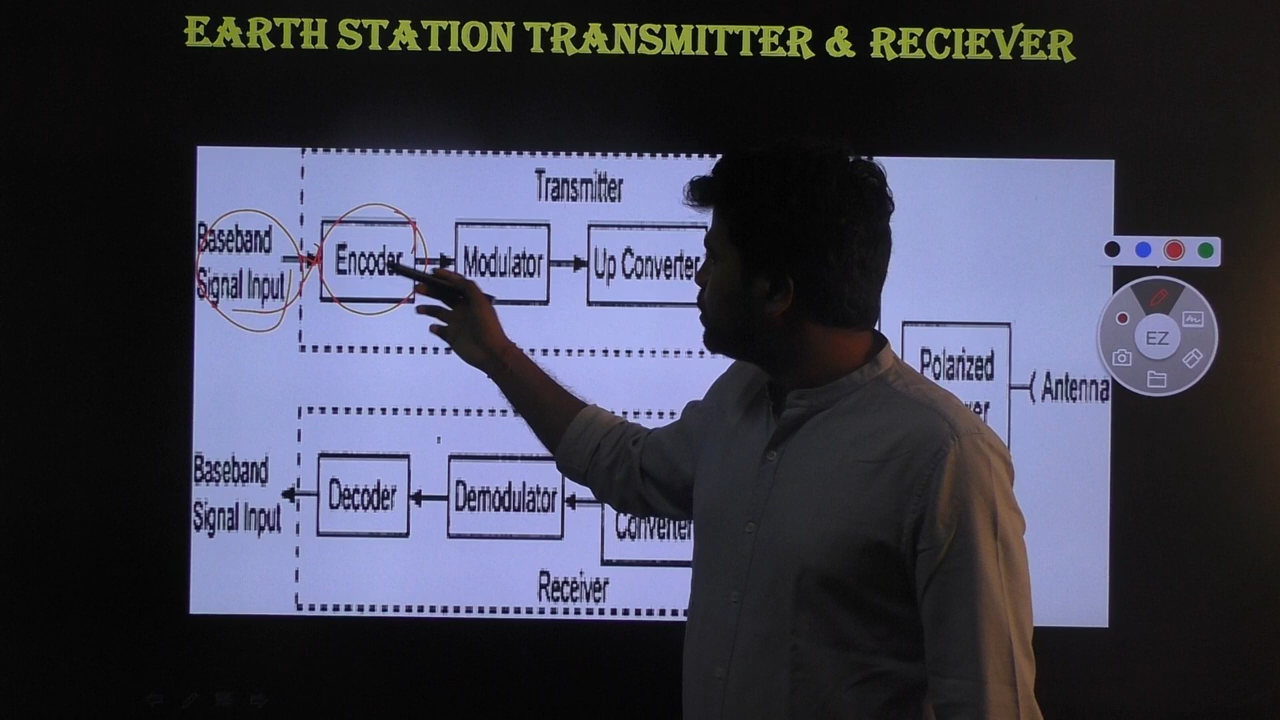 EARTH STATION TRANSMITTER & RECIEVER
Transmitter
Baseband
Signal Input
Encoder
Modulator
Up Converter
Polarized
Antenna
Baseband
Signal Input
Decoder
Demodulator
Converter
Receiver
EZ